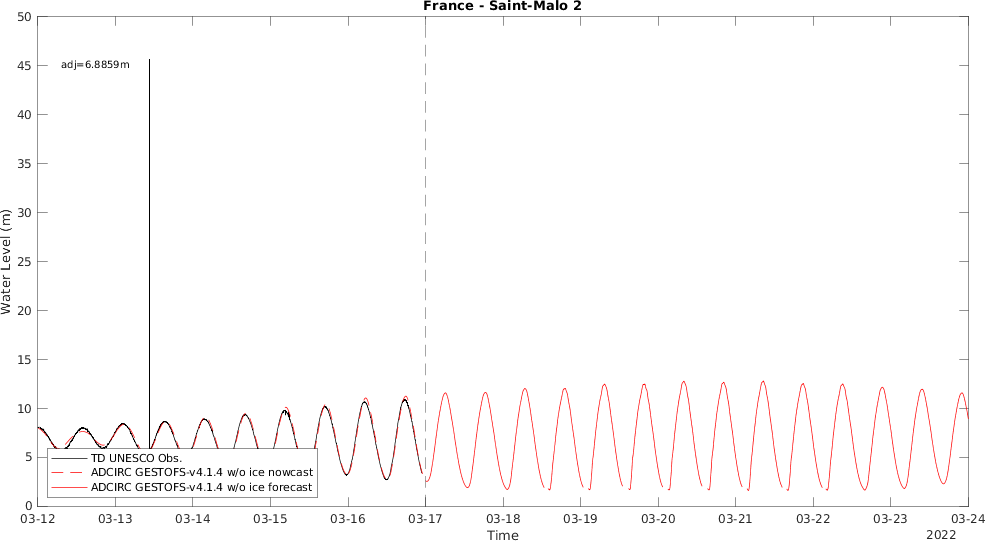 France - Saint-Malo 2
50
45
40
35
30
25
20
15
10
5
0
Water Level (m)
adj=6.8859m
TD UNESCO Obs.
ADCIRC GESTOFS-v4.1.4 w/o ice nowcast
ADCIRC GESTOFS-v4.1.4 w/o ice forecast
03-12 03-13 03-14 03-15 03-16 03-17 03-18 03-19 03-20 03-21 03-22 03-23 03-24
Time
2022